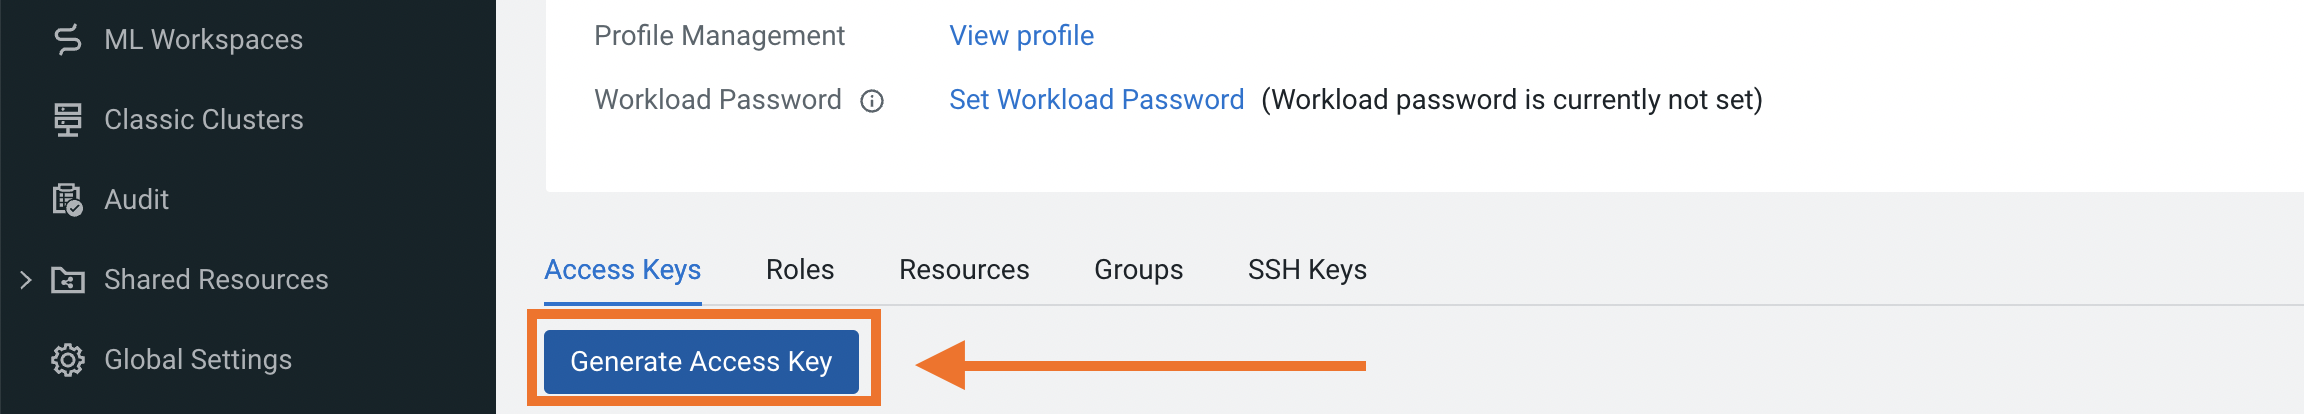 ML Workspaces
Classic Clusters
Audit
Shared Resources
Global Settings
Profile Management View profile
Workload Password Set Workload Password (Workload password is currently not set)
Access Keys Roles Resources Groups SSH Keys
Generate Access Key